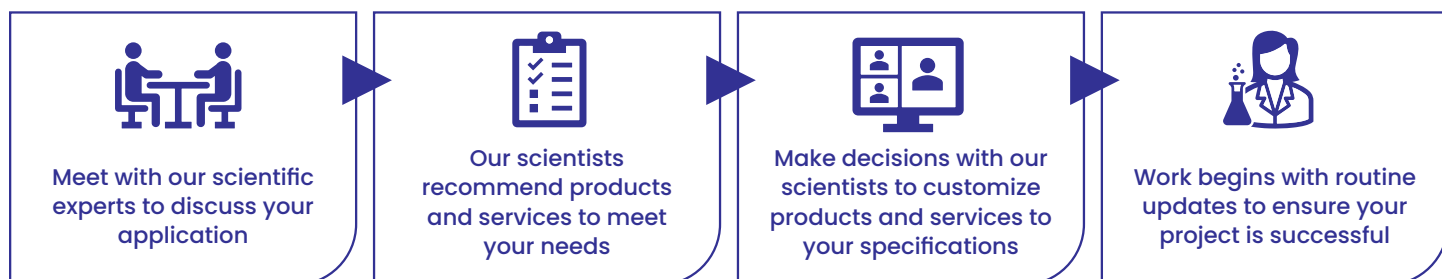 Meet with our scientific
experts to discuss your
application
Our scientists
recommend products
and services to meet
your needs
Make decisions with our
scientists to customize
products and services to
your specifications
Work begins with routine
updates to ensure your
project is successful